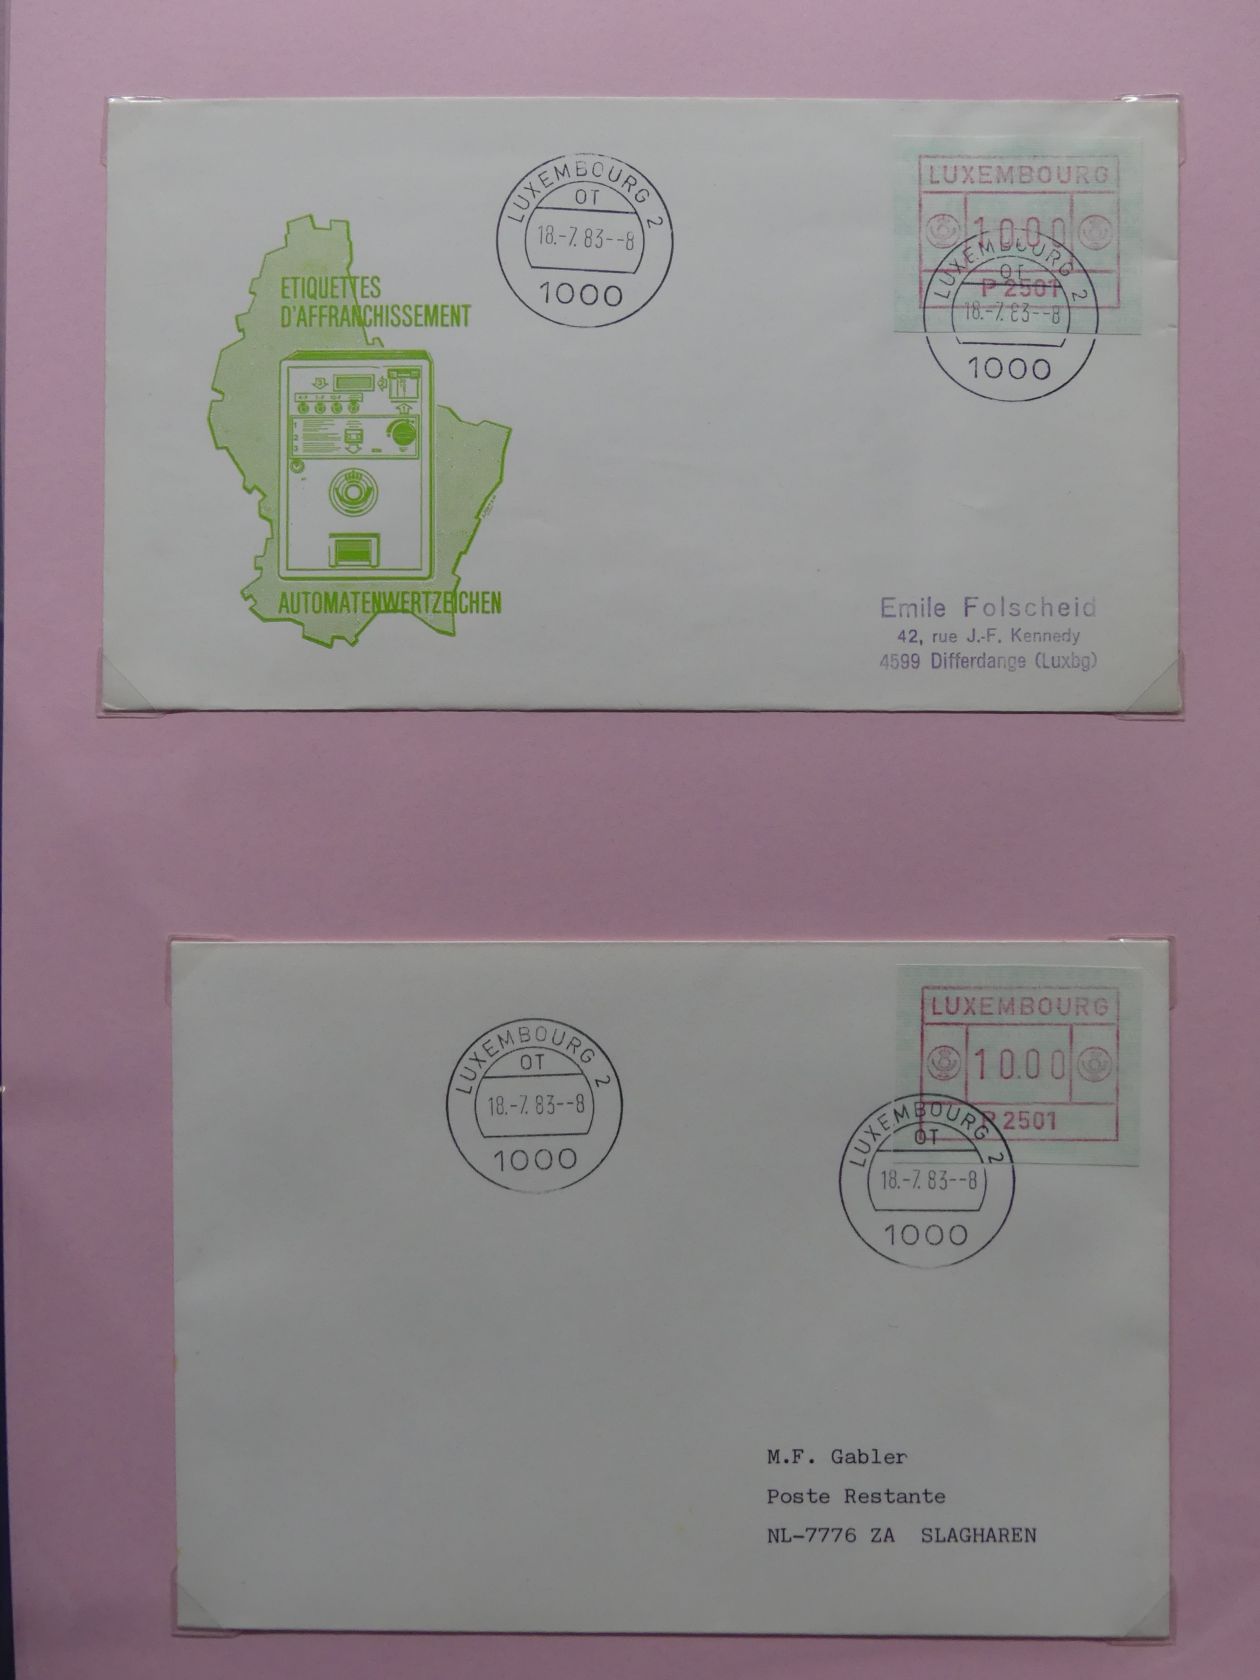 LUXEMBOURG 2
OT
18.-7.83--8
1000
LUXEMBOURG
10.00
P 2501
LUXEMBOURG 2
OT
18.-7.83--8
1000
ETIQUETTES
D'AFFRANCHISSEMENT
1
2
3
AUTOMATENWERTZEICHEN
Emile Folscheid
42, rue J.-F. Kennedy
4599 Differdange (Luxbg)
LUXEMBOURG 2
OT
18.-7.83--8
1000
LUXEMBOURG
10.00
P 2501
LUXEMBOURG 2
OT
18.-7.83--8
1000
M.F. Gabler
Poste Restante
NL-7776 ZA SLAGHAREN